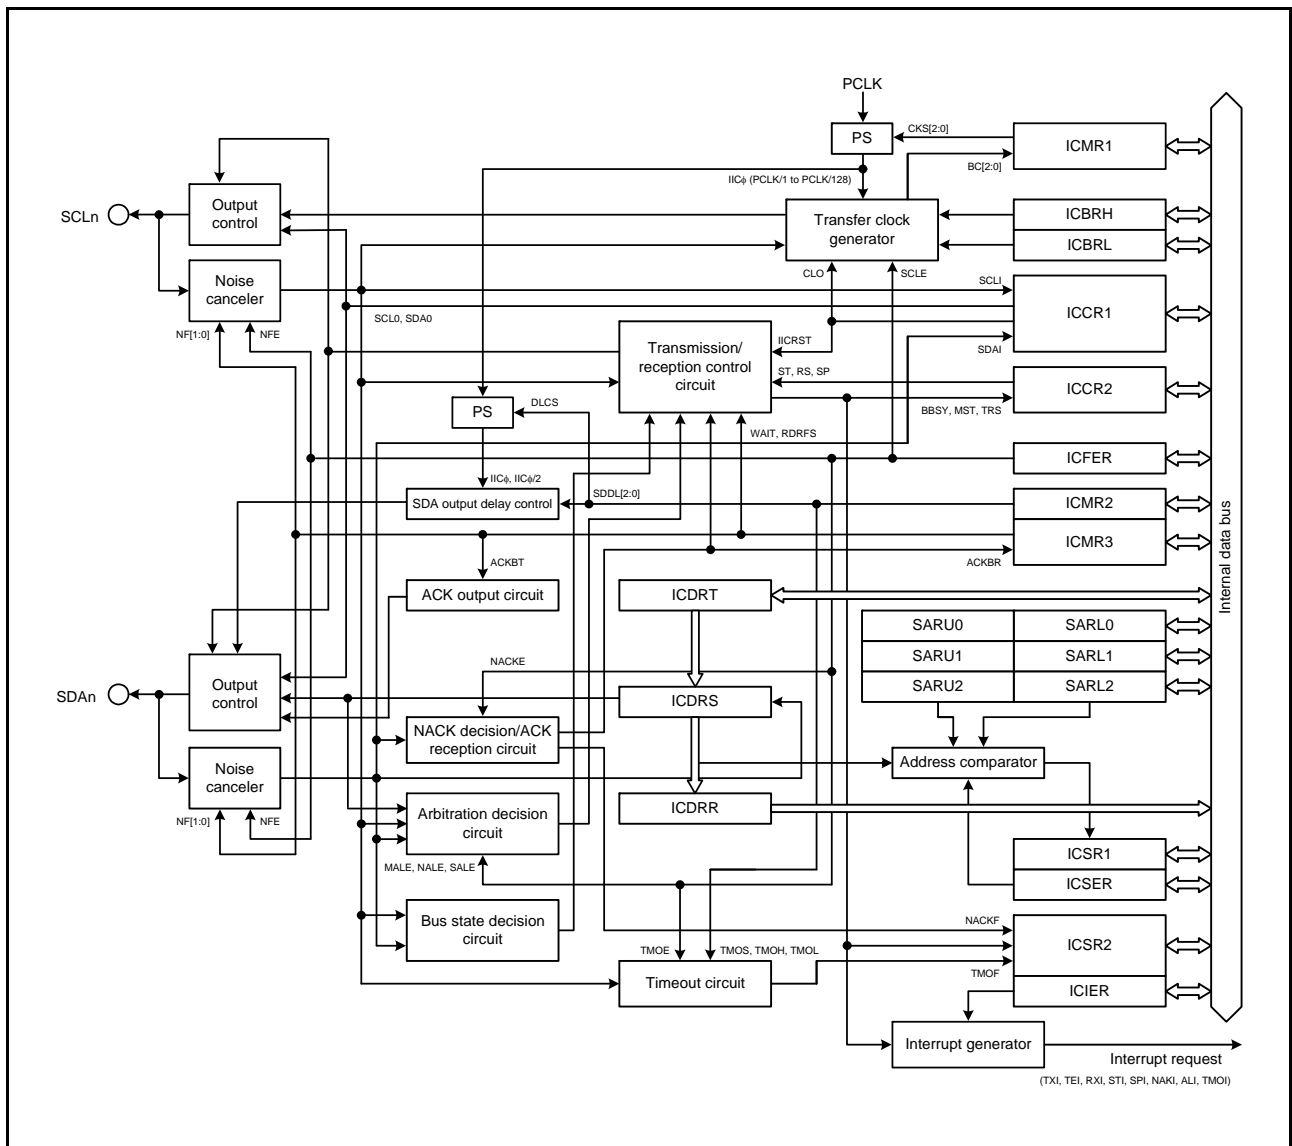 PCLK
PS
CKS[2:0]
ICMR1
BC[2:0]
IICφ (PCLK/1 to PCLK/128)
SCLn
Output
control
Transfer clock
generator
ICBRH
ICBRL
Noise
canceler
CLO
SCLE
SCLI
ICCR1
SCL0, SDA0
NF[1:0]
NFE
Transmission/
reception control
circuit
IICRST
SDAI
ST, RS, SP
ICCR2
BBSY, MST, TRS
PS
DLCS
WAIT, RDRFS
ICFER
IICφ, IICφ/2
SDA output delay control
SDDL[2:0]
ICMR2
ICMR3
ACKBT
ACKBR
ACK output circuit
ICDRT
Internal data bus
SARU0
SARL0
SARU1
SARL1
SARU2
SARL2
NACKE
SDAn
Output
control
ICDRS
NACK decision/ACK
reception circuit
Address comparator
Noise
canceler
NF[1:0]
NFE
Arbitration decision
circuit
ICDRR
MALE, NALE, SALE
ICSR1
ICSER
Bus state decision
circuit
NACKF
ICSR2
TMOE
TMOS, TMOH, TMOL
TMOF
Timeout circuit
ICIER
Interrupt generator
Interrupt request
(TXI, TEI, RXI, STI, SPI, NAKI, ALI, TMOI)